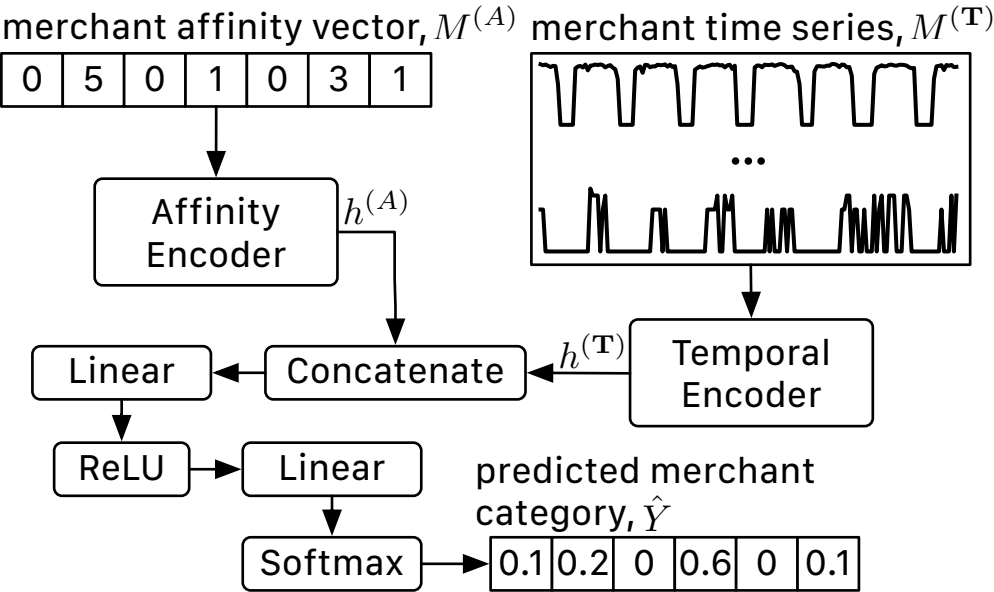 merchant affinity vector, M^(A)
merchant time series, M^(T)
0 5 0 1 0 3 1
...
Affinity
Encoder
h^(A)
Temporal
Encoder
h^(T)
Concatenate
Linear
ReLU
Linear
Softmax
predicted merchant
category, Ŷ
0.1 0.2 0 0.6 0 0.1